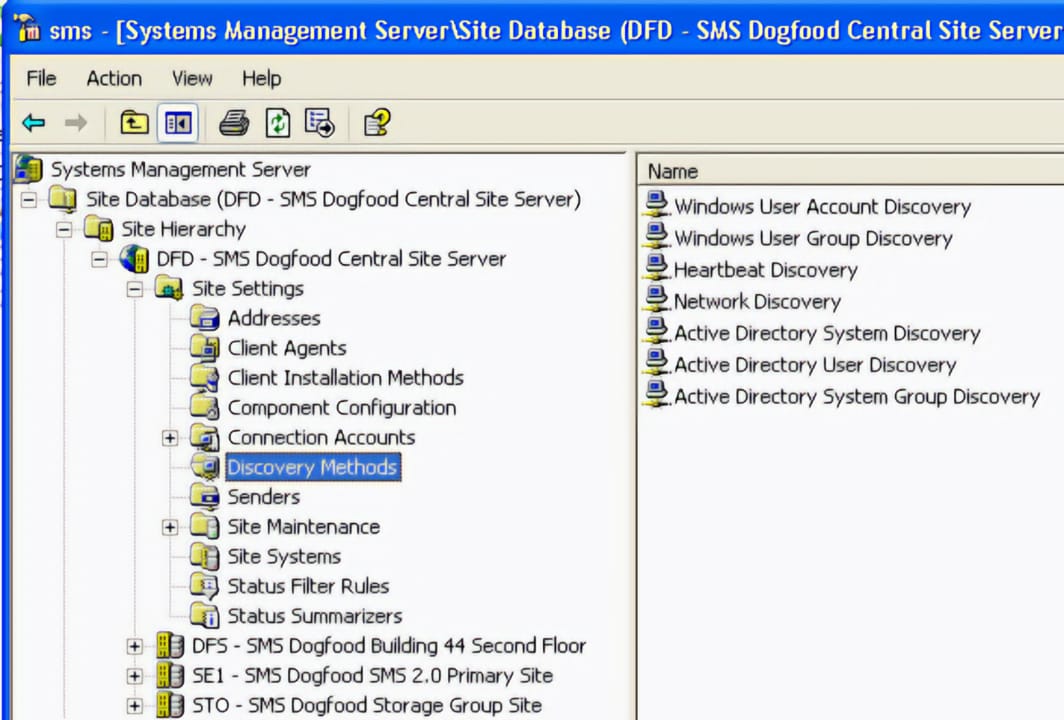 sms - [Systems Management Server\Site Database (DFD - SMS Dogfood Central Site Server
File Action View Help
Systems Management Server
Site Database (DFD - SMS Dogfood Central Site Server)
Site Hierarchy
DFD - SMS Dogfood Central Site Server
Site Settings
Addresses
Client Agents
Client Installation Methods
Component Configuration
Connection Accounts
Discovery Methods
Senders
Site Maintenance
Site Systems
Status Filter Rules
Status Summarizers
DFS - SMS Dogfood Building 44 Second Floor
SE1 - SMS Dogfood SMS 2.0 Primary Site
STO - SMS Dogfood Storage Group Site
Name
Windows User Account Discovery
Windows User Group Discovery
Heartbeat Discovery
Network Discovery
Active Directory System Discovery
Active Directory User Discovery
Active Directory System Group Discovery